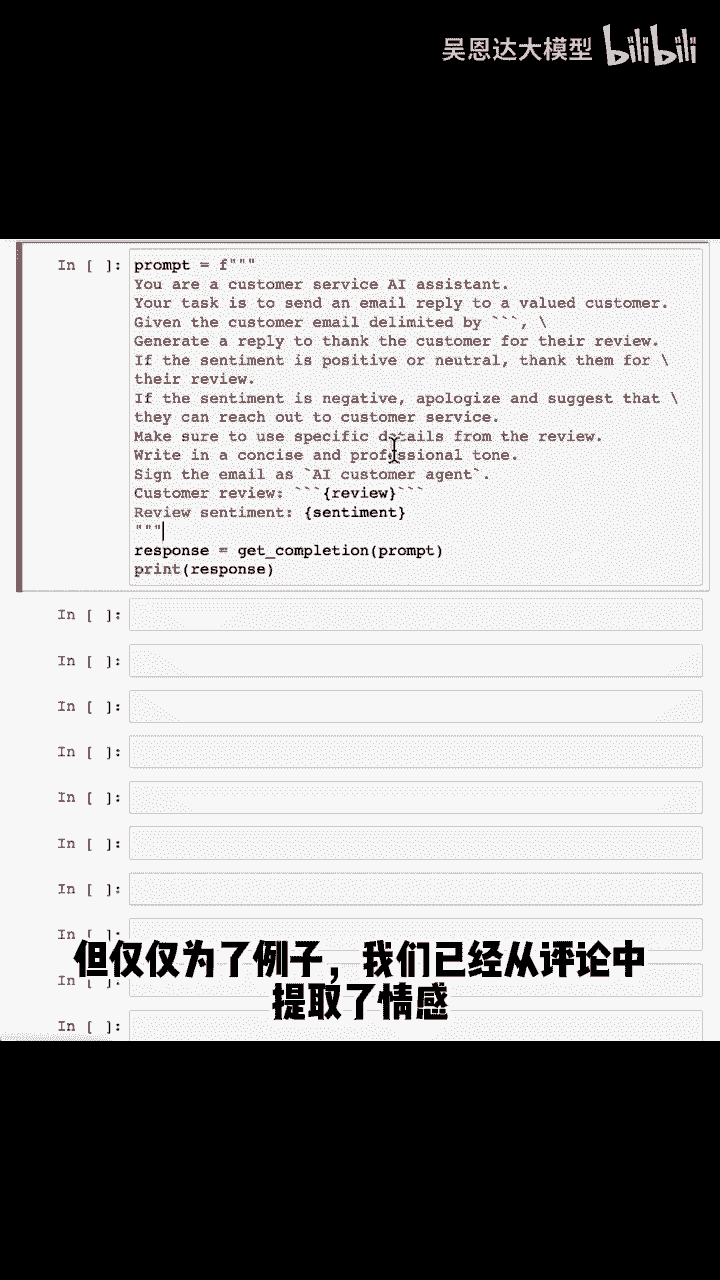 吴恩达大模型 bilibili
In [ ]: prompt = f"""
You are a customer service AI assistant.
Your task is to send an email reply to a valued customer.
Given the customer email delimited by ```, \
Generate a reply to thank the customer for their review.
If the sentiment is positive or neutral, thank them for \
their review.
If the sentiment is negative, apologize and suggest that \
they can reach out to customer service.
Make sure to use specific details from the review.
Write in a concise and professional tone.
Sign the email as `AI customer agent`.
Customer review: ```{review}```
Review sentiment: {sentiment}
"""
response = get_completion(prompt)
print(response)
In [ ]:
In [ ]:
In [ ]:
In [ ]:
In [ ]:
In [ ]:
In [ ]:
In [ ]:
但仅仅为了例子，我们已经从评论中
In [ ]:
提取了情感
In [ ]: